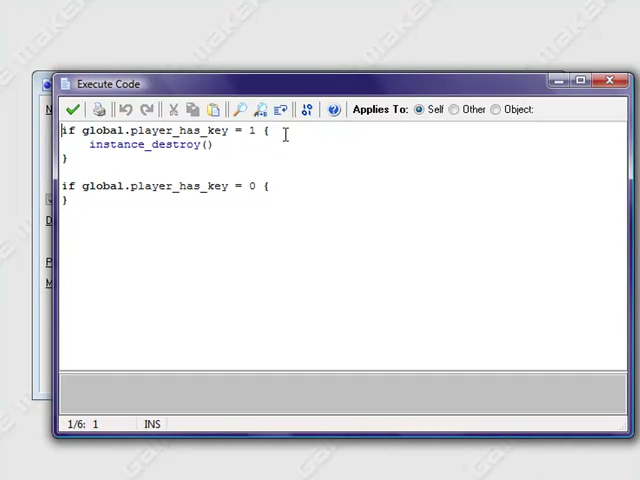 Execute Code
Applies To: Self Other Object:
if global.player_has_key = 1 {
instance_destroy()
}
if global.player_has_key = 0 {
}
1/6: 1 INS